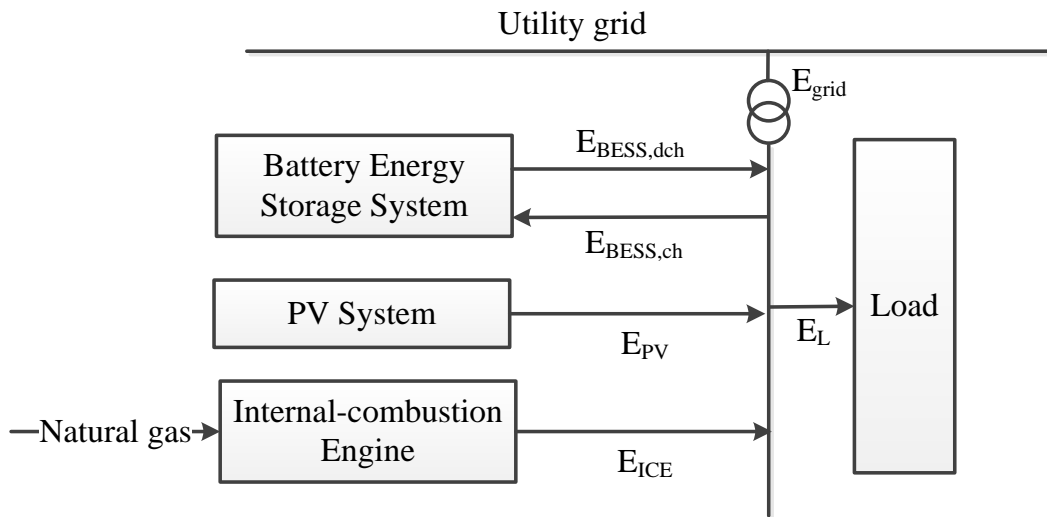 Utility grid
E_grid
E_BESS,dch
Battery Energy
Storage System
E_BESS,ch
PV System
E_PV
E_L
Load
Natural gas
Internal-combustion
Engine
E_ICE